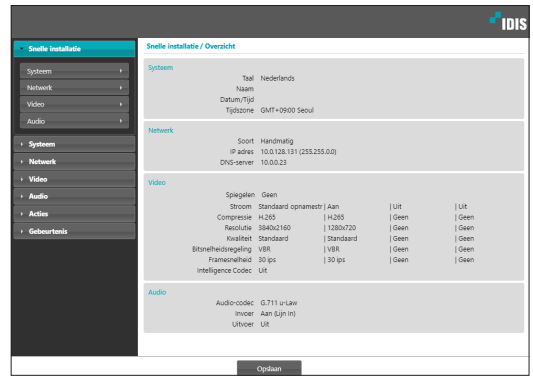 IDIS
Snelle installatie
Systeem
Netwerk
Video
Audio
Systeem
Netwerk
Video
Audio
Acties
Gebeurtenis
Snelle installatie / Overzicht
Systeem
Taal Nederlands
Naam
Datum/Tijd
Tijdszone GMT+09:00 Seoul
Netwerk
Soort Handmatig
IP adres 10.0.128.131 (255.255.0.0)
DNS-server 10.0.0.23
Video
Spiegelen Geen
Stroom Standaard opnamestr | Aan | Uit | Uit
Compressie H.265 | H.265 | Geen | Geen
Resolutie 3840x2160 | 1280x720 | Geen | Geen
Kwaliteit Standaard | Standaard | Geen | Geen
Bitsnelheidsregeling VBR | VBR | Geen | Geen
Framesnelheid 30 ips | 30 ips | Geen | Geen
Intelligence Codec Uit
Audio
Audio-codec G.711 u-Law
Invoer Aan (Lijn In)
Uitvoer Uit
Opslaan